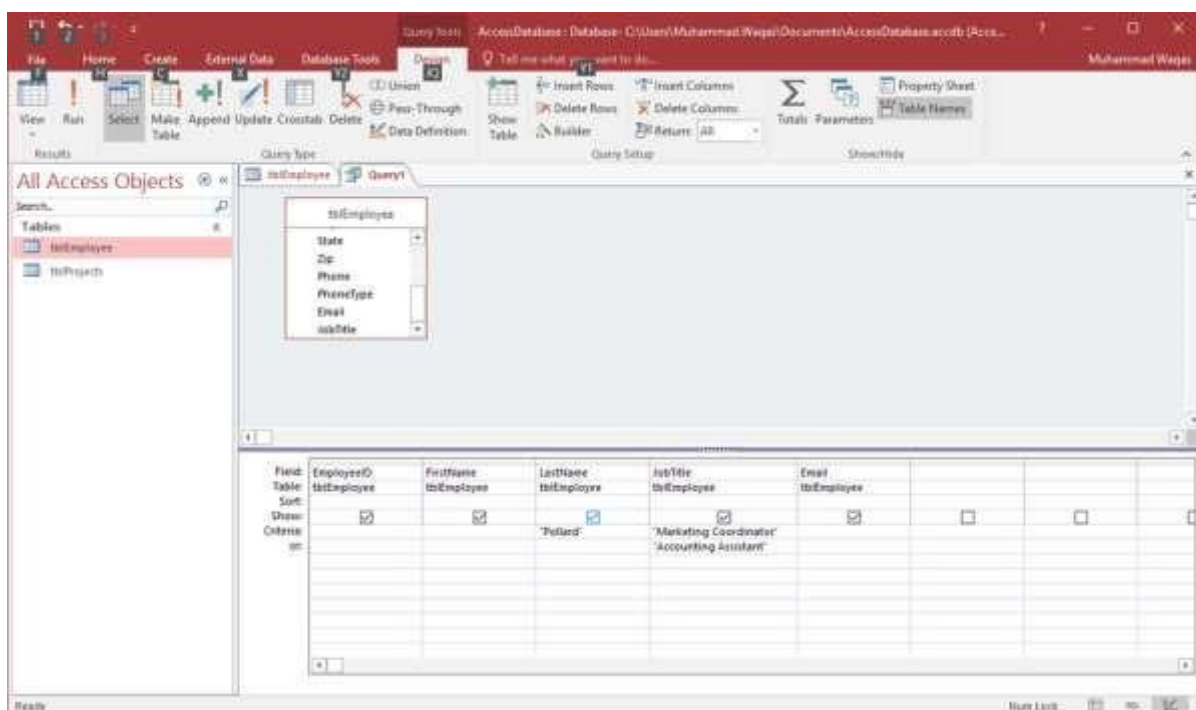 Query Tools AccessDatabase : Database- C:\Users\Muhammad Waqas\Documents\AccessDatabase.accdb (Acce... ?
File Home Create External Data Database Tools Design Tell me what you want to do... Muhammad Waqas
View Run Select Make Table Append Update Crosstab Delete
Union
Pass-Through
Data Definition
Show Table
Insert Rows
Delete Rows
Builder
Insert Columns
Delete Columns
Return: All
Totals Parameters
Property Sheet
Table Names
Results Query Type Query Setup Show/Hide
All Access Objects
Search...
Tables
tblEmployee
tblProjects
tblEmployee Query1
tblEmployee
State
Zip
Phone
PhoneType
Email
JobTitle
Field: EmployeeID FirstName LastName JobTitle Email
Table: tblEmployee tblEmployee tblEmployee tblEmployee tblEmployee
Sort:
Show:
Criteria: "Pollard" "Marketing Coordinator"
or: "Accounting Assistant"
Ready Num Lock